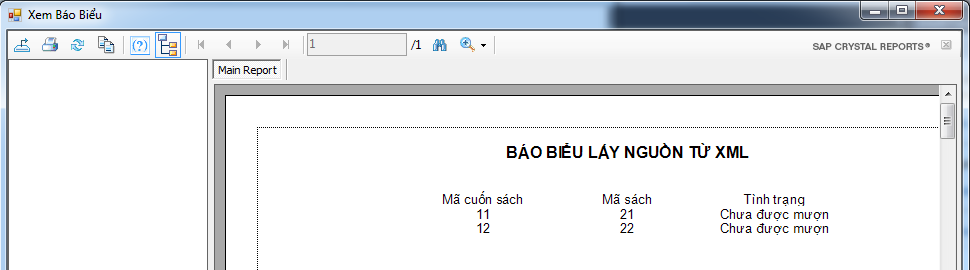 Xem Báo Biểu
1 /1 SAP CRYSTAL REPORTS®
Main Report
BÁO BIỂU LẤY NGUỒN TỪ XML
Mã cuốn sách Mã sách Tình trạng
11 21 Chưa được mượn
12 22 Chưa được mượn